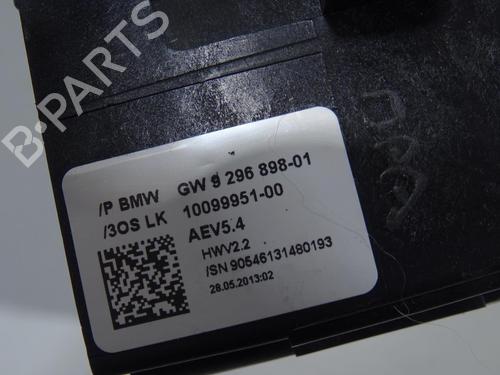 B-PARTS
/P BMW GW 9 296 898-01
/3OS LK 10099951-00
AEV5.4
HWV2.2
/SN 90546131480193
28.05.2013:02